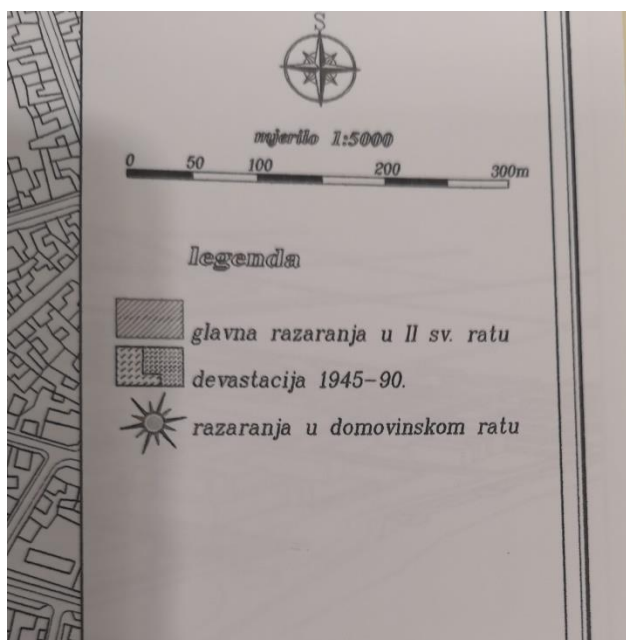 S
mjerilo 1:5000
0 50 100 200 300m
legenda
glavna razaranja u II sv. ratu
devastacija 1945-90.
razaranja u domovinskom ratu